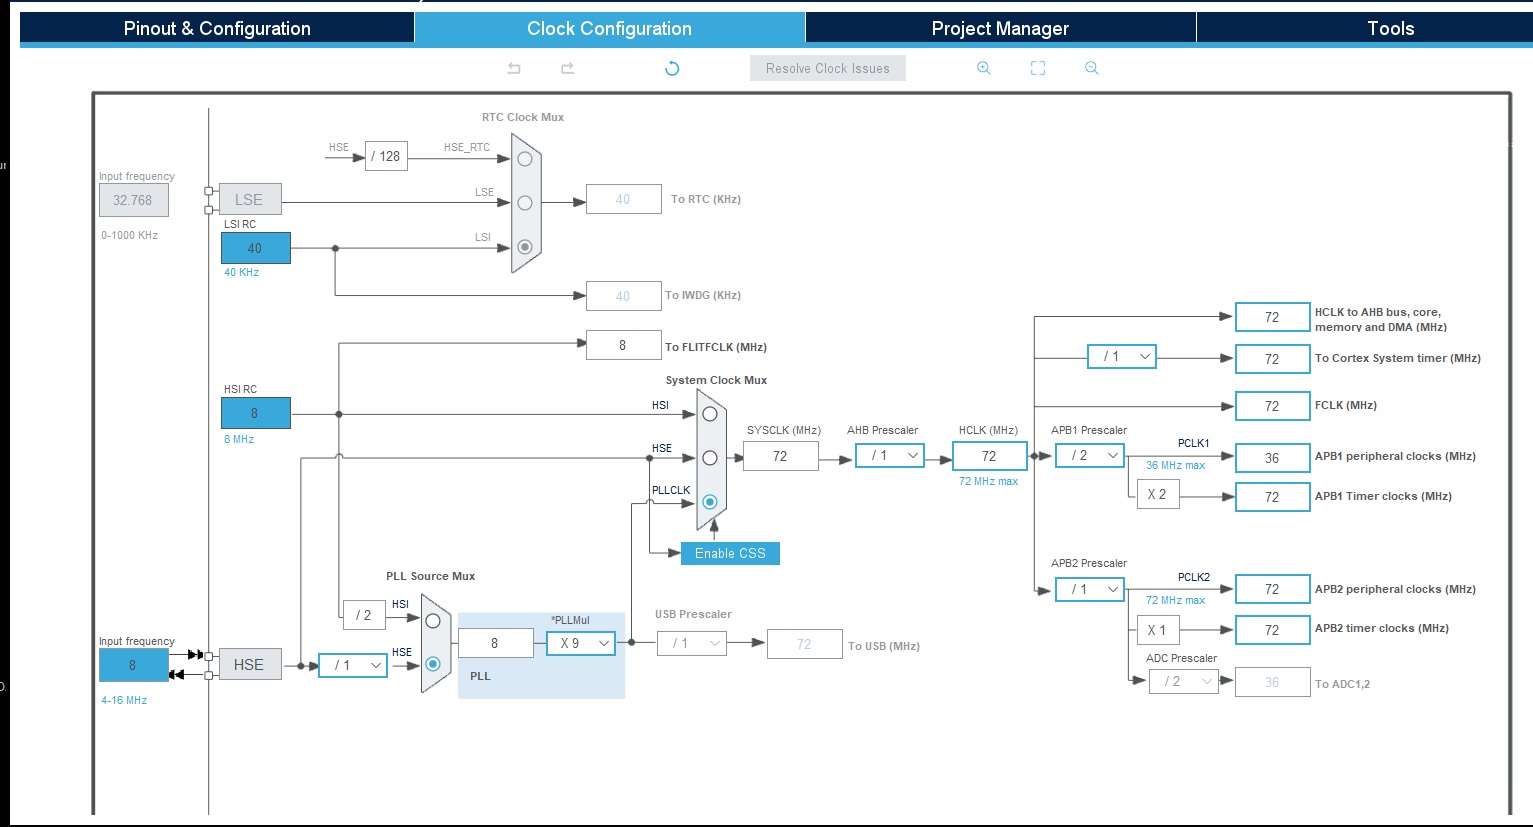 Pinout & Configuration
Clock Configuration
Project Manager
Tools
Resolve Clock Issues
RTC Clock Mux
HSE
/ 128
HSE_RTC
Input frequency
32.768
0-1000 KHz
LSE
LSE
40
To RTC (KHz)
LSI RC
40
40 KHz
LSI
40
To IWDG (KHz)
8
To FLITFCLK (MHz)
HSI RC
8
8 MHz
System Clock Mux
HSI
HSE
PLLCLK
Enable CSS
SYSCLK (MHz)
72
AHB Prescaler
/ 1
HCLK (MHz)
72
72 MHz max
72
HCLK to AHB bus, core,
memory and DMA (MHz)
/ 1
72
To Cortex System timer (MHz)
72
FCLK (MHz)
APB1 Prescaler
/ 2
PCLK1
36 MHz max
36
APB1 peripheral clocks (MHz)
X 2
72
APB1 Timer clocks (MHz)
APB2 Prescaler
/ 1
PCLK2
72 MHz max
72
APB2 peripheral clocks (MHz)
X 1
72
APB2 timer clocks (MHz)
ADC Prescaler
/ 2
36
To ADC1,2
PLL Source Mux
/ 2
HSI
Input frequency
8
4-16 MHz
HSE
/ 1
HSE
8
*PLLMul
X 9
PLL
USB Prescaler
/ 1
72
To USB (MHz)